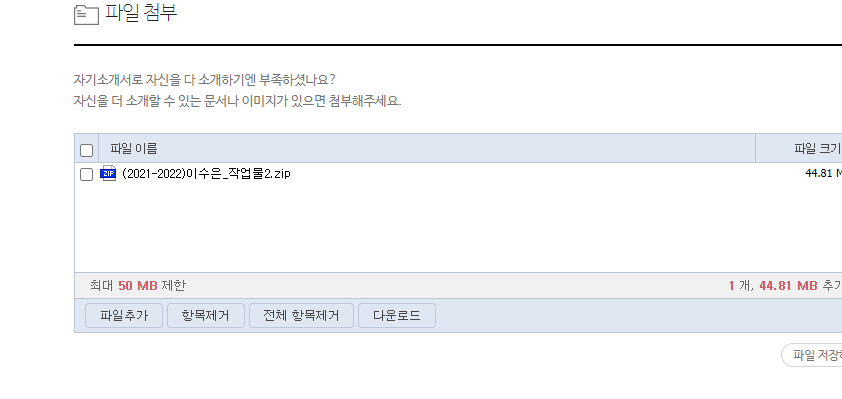 파일 첨부
자기소개서로 자신을 다 소개하기엔 부족하셨나요?
자신을 더 소개할 수 있는 문서나 이미지가 있으면 첨부해주세요.
파일 이름 파일 크기
ZIP (2021-2022)이수은_작업물2.zip 44.81 M
최대 50 MB 제한 1 개, 44.81 MB 추가
파일추가 항목제거 전체 항목제거 다운로드
파일 저장하